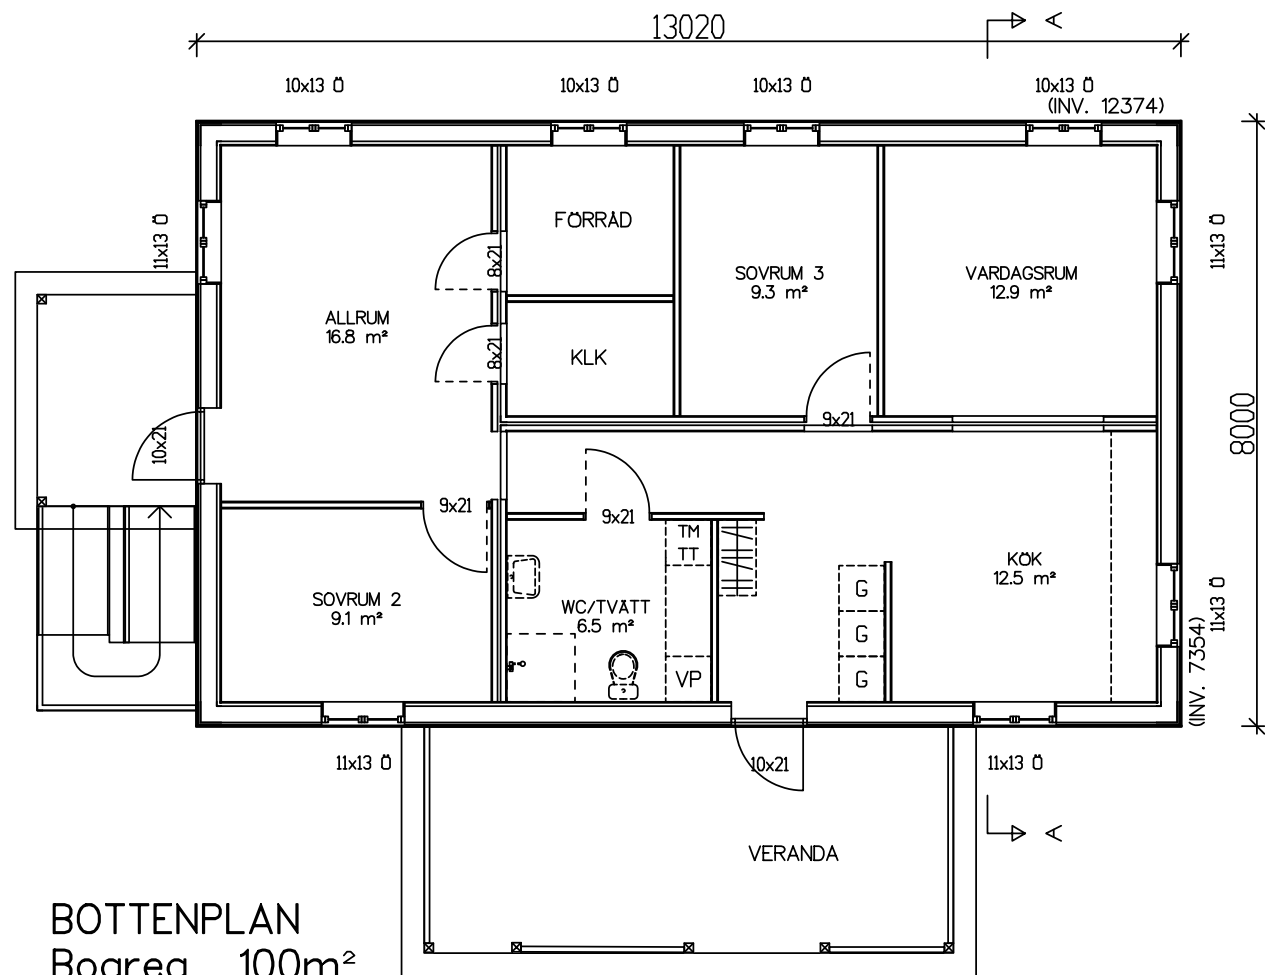 13020
A
10x13 Ö
10x13 Ö
10x13 Ö
10x13 Ö
(INV. 12374)
11x13 Ö
11x13 Ö
FÖRRÅD
8x21
SOVRUM 3
9.3 m²
VARDAGSRUM
12.9 m²
ALLRUM
16.8 m²
8x21
KLK
8000
10x21
9x21
9x21
9x21
TM
TT
KÖK
12.5 m²
SOVRUM 2
9.1 m²
WC/TVÄTT
6.5 m²
G
G
G
VP
11x13 Ö
(INV. 7354)
11x13 Ö
10x21
11x13 Ö
A
VERANDA
BOTTENPLAN
Boarea 100m²